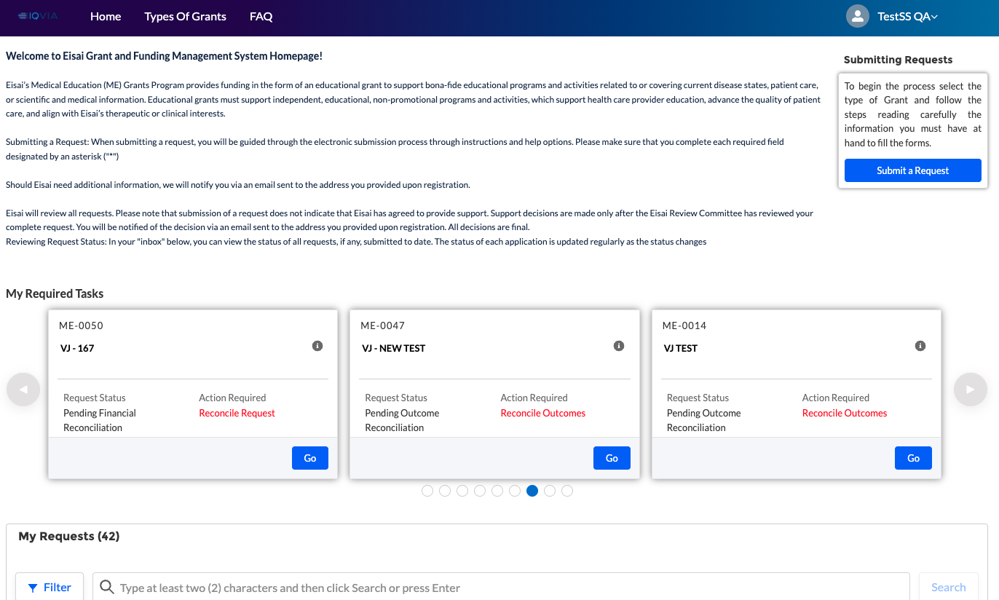 IQVIA
Home Types Of Grants FAQ
TestSS QA
Welcome to Eisai Grant and Funding Management System Homepage!
Eisai's Medical Education (ME) Grants Program provides funding in the form of an educational grant to support bona-fide educational programs and activities related to or covering current disease states, patient care,
or scientific and medical information. Educational grants must support independent, educational, non-promotional programs and activities, which support health care provider education, advance the quality of patient
care, and align with Eisai's therapeutic or clinical interests.
Submitting a Request: When submitting a request, you will be guided through the electronic submission process through instructions and help options. Please make sure that you complete each required field
designated by an asterisk ("*")
Should Eisai need additional information, we will notify you via an email sent to the address you provided upon registration.
Eisai will review all requests. Please note that submission of a request does not indicate that Eisai has agreed to provide support. Support decisions are made only after the Eisai Review Committee has reviewed your
complete request. You will be notified of the decision via an email sent to the address you provided upon registration. All decisions are final.
Reviewing Request Status: In your "inbox" below, you can view the status of all requests, if any, submitted to date. The status of each application is updated regularly as the status changes
Submitting Requests
To begin the process select the
type of Grant and follow the
steps reading carefully the
information you must have at
hand to fill the forms.
Submit a Request
My Required Tasks
ME-0050
VJ - 167
Request Status
Pending Financial
Reconciliation
Action Required
Reconcile Request
Go
ME-0047
VJ - NEW TEST
Request Status
Pending Outcome
Reconciliation
Action Required
Reconcile Outcomes
Go
ME-0014
VJ TEST
Request Status
Pending Outcome
Reconciliation
Action Required
Reconcile Outcomes
Go
My Requests (42)
Filter
Type at least two (2) characters and then click Search or press Enter
Search